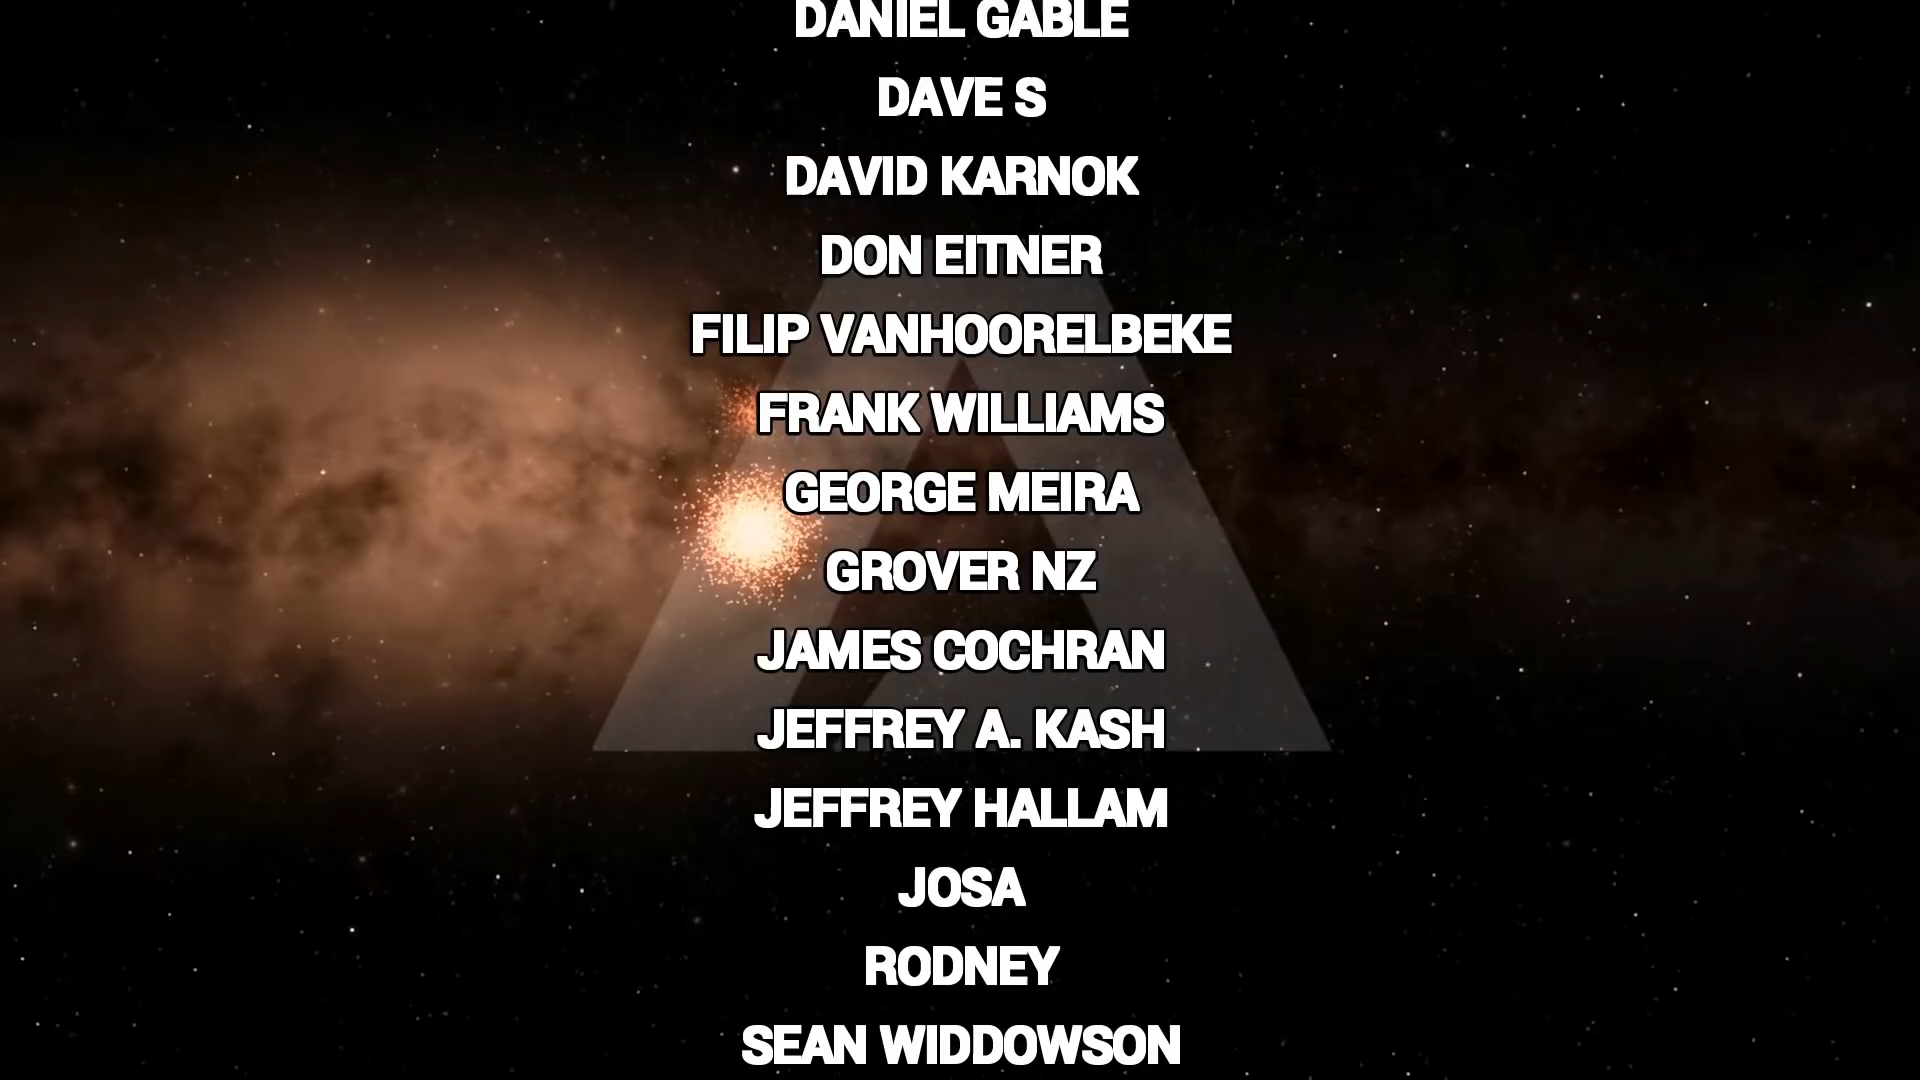 DANIEL GABLE
DAVE S
DAVID KARNOK
DON EITNER
FILIP VANHOORELBEKE
FRANK WILLIAMS
GEORGE MEIRA
GROVER NZ
JAMES COCHRAN
JEFFREY A. KASH
JEFFREY HALLAM
JOSA
RODNEY
SEAN WIDDOWSON